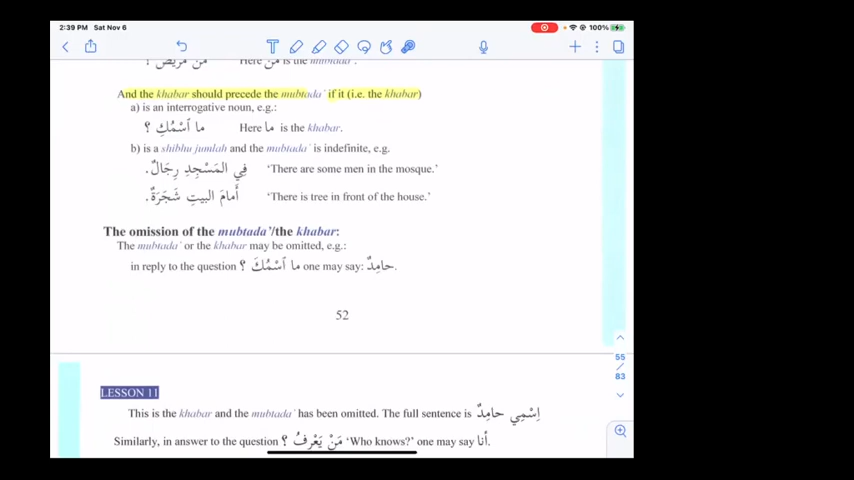 2:39 PM Sat Nov 6
100%
مَنْ مَرِيضٌ ؟ Here مَنْ is the mubtada'.
And the khabar should precede the mubtada' if it (i.e. the khabar)
a) is an interrogative noun, e.g.:
ما ٱسْمُكِ ؟ Here ما is the khabar.
b) is a shibhu jumlah and the mubtada' is indefinite, e.g.
فِي المَسْجِدِ رِجَالٌ. 'There are some men in the mosque.'
أَمامَ البيتِ شَجَرَةٌ. 'There is tree in front of the house.'
The omission of the mubtada'/the khabar:
The mubtada' or the khabar may be omitted, e.g.:
in reply to the question ما ٱسْمُكَ ؟ one may say: حامِدٌ.
52
55
/
83
LESSON 11
This is the khabar and the mubtada' has been omitted. The full sentence is اِسْمِي حامِدٌ
Similarly, in answer to the question مَنْ يَعْرِفُ ؟ 'Who knows?' one may say أنا.